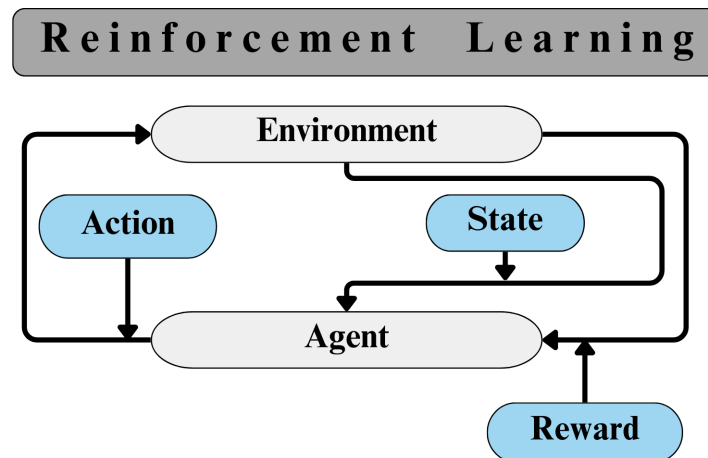 Reinforcement Learning
Environment
Action
State
Agent
Reward